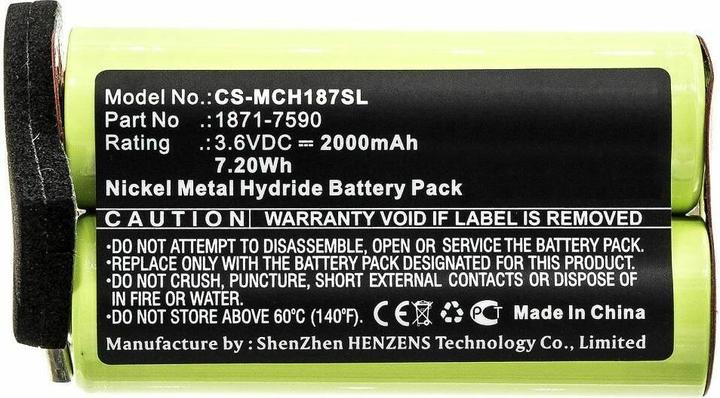 Model No.: CS-MCH187SL
Part No .: 1871-7590
Rating .: 3.6VDC ⎓ 2000mAh
7.20Wh
Nickel Metal Hydride Battery Pack
CAUTION| WARRANTY VOID IF LABEL IS REMOVED
•DO NOT ATTEMPT TO DISASSEMBLE, OPEN OR SERVICE THE BATTERY PACK.
•REPLACE ONLY WITH THE BATTERY PACK DESIGNATED FOR THIS PRODUCT.
•DO NOT CRUSH, PUNCTURE, SHORT EXTERNAL CONTACTS OR DISPOSE OF
IN FIRE OR WATER.
•DO NOT STORE ABOVE 60°C (140°F). CE PCT Made In China
Manufacture by : ShenZhen HENZENS Technology Co., Limited